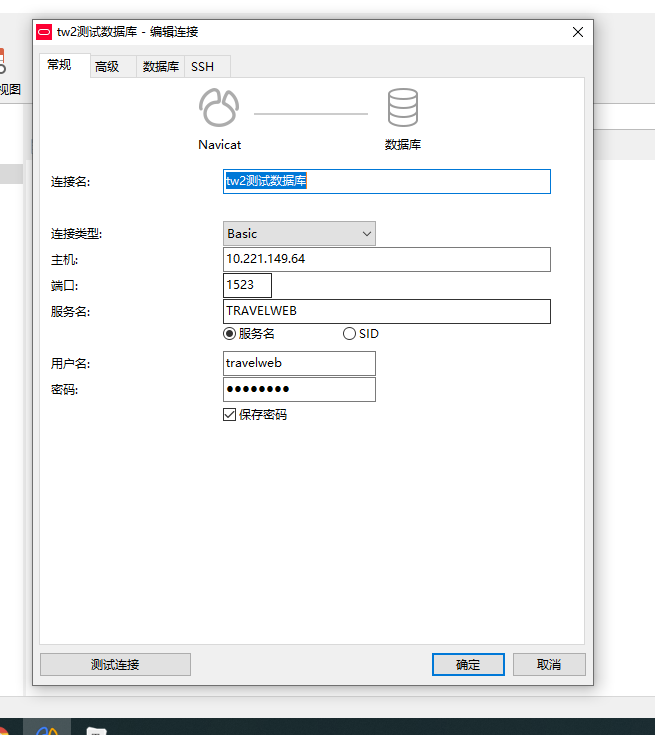 tw2测试数据库 - 编辑连接
常规 高级 数据库 SSH
视图
Navicat 数据库
连接名: tw2测试数据库
连接类型: Basic
主机: 10.221.149.64
端口: 1523
服务名: TRAVELWEB
服务名 SID
用户名: travelweb
密码: ●●●●●●●●
保存密码
测试连接 确定 取消